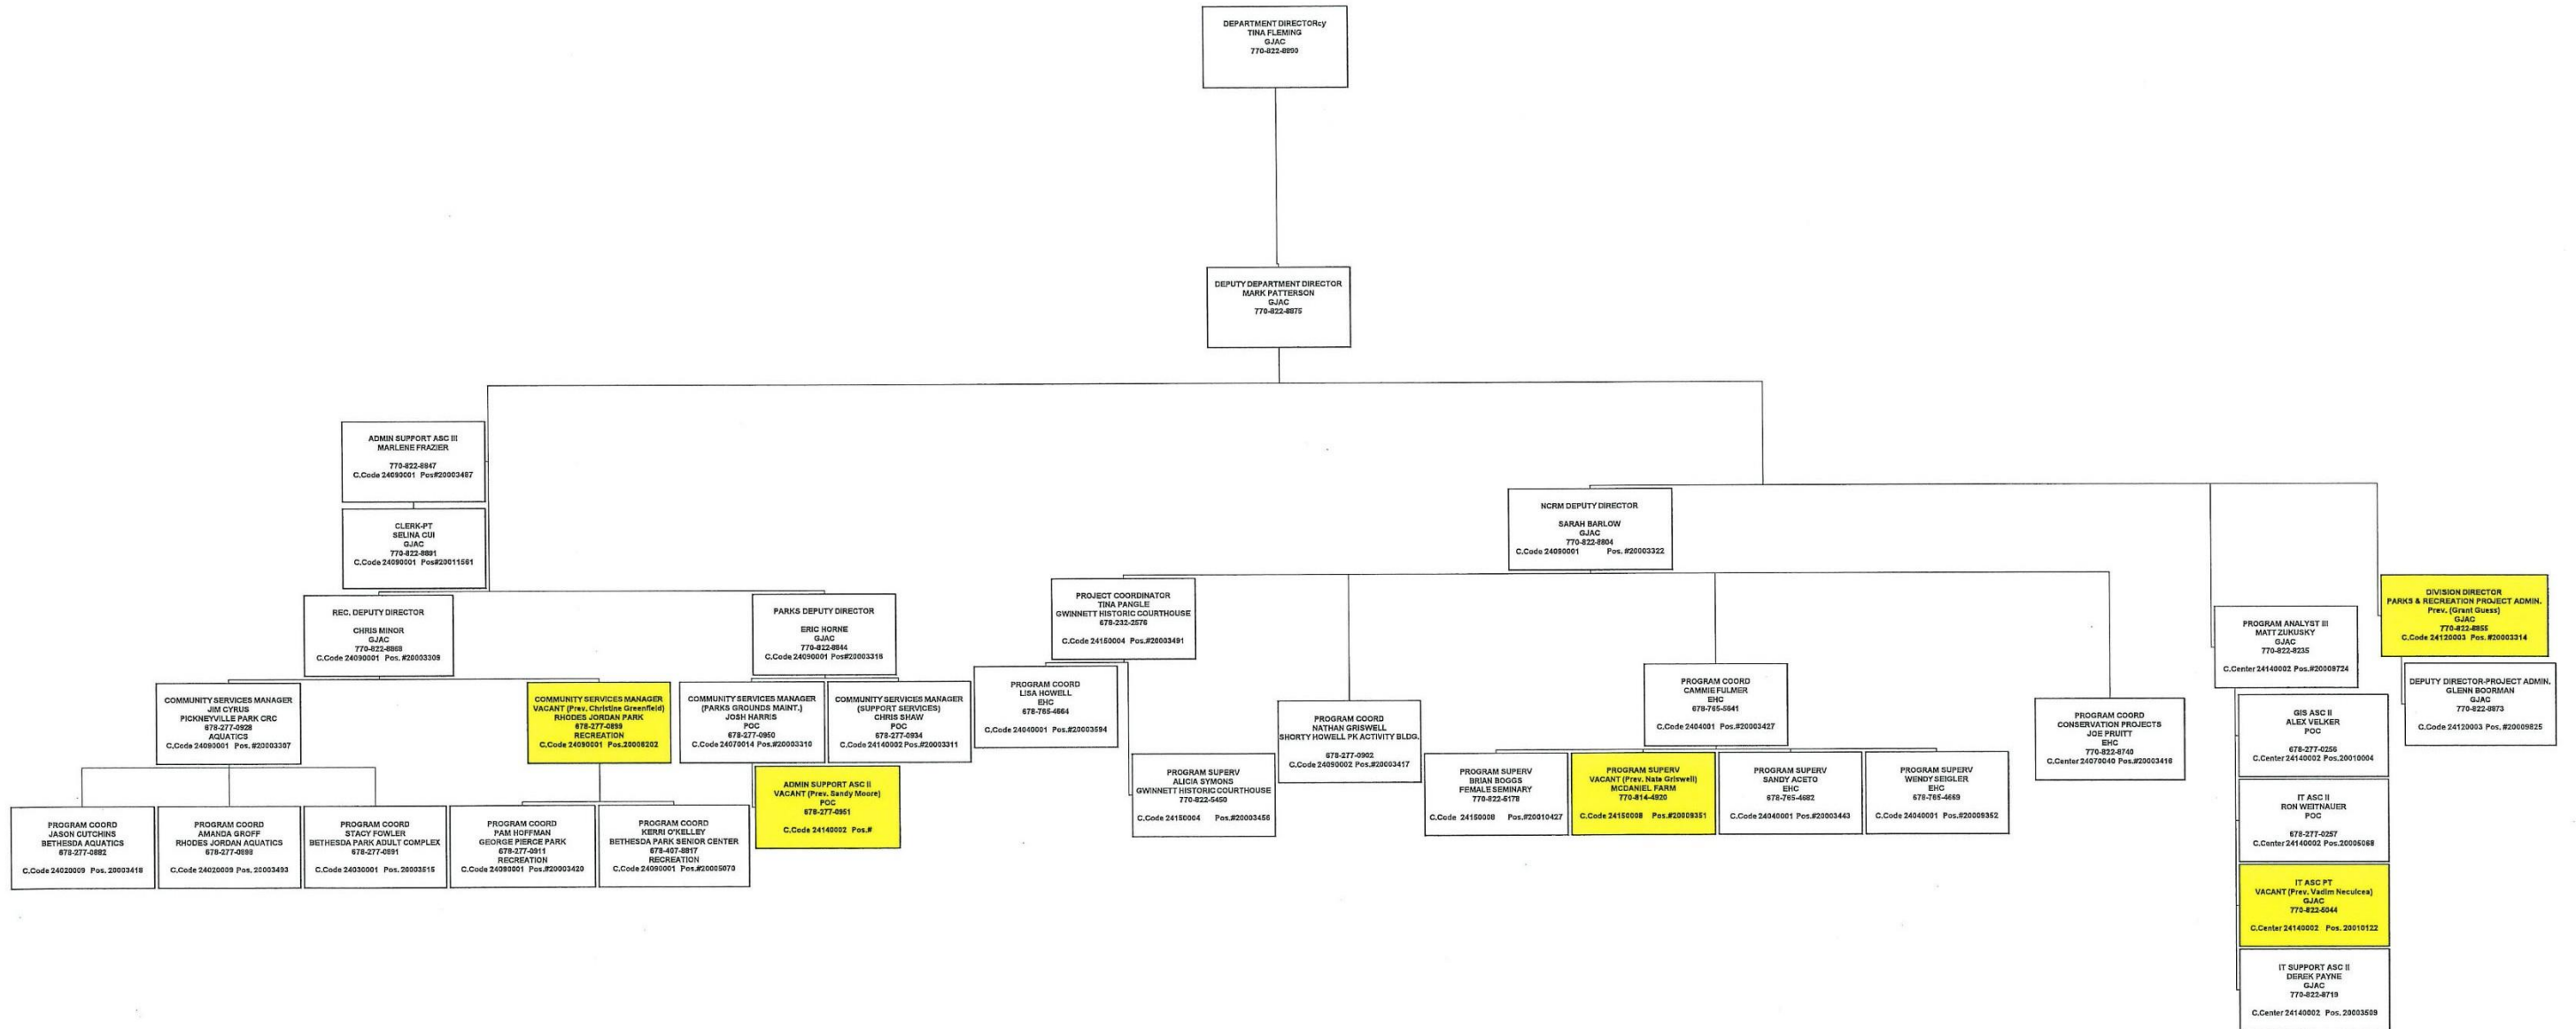 DEPARTMENT DIRECTORcy
TINA FLEMING
GJAC
770-822-8890
DEPUTY DEPARTMENT DIRECTOR
MARK PATTERSON
GJAC
770-822-8875
ADMIN SUPPORT ASC III
MARLENE FRAZIER
770-822-8847
C.Code 24090001 Pos#20003487
CLERK-PT
SELINA CUI
GJAC
770-822-8891
C.Code 24090001 Pos#20011561
REC. DEPUTY DIRECTOR
CHRIS MINOR
GJAC
770-822-8868
C.Code 24090001 Pos. #20003309
PARKS DEPUTY DIRECTOR
ERIC HORNE
GJAC
770-822-8844
C.Code 24090001 Pos#20003316
COMMUNITY SERVICES MANAGER
JIM CYRUS
PICKNEYVILLE PARK CRC
678-277-0928
AQUATICS
C.Code 24090001 Pos. #20003307
COMMUNITY SERVICES MANAGER
VACANT (Prev. Christine Greenfield)
RHODES JORDAN PARK
678-277-0899
RECREATION
C.Code 24090001 Pos.20008202
COMMUNITY SERVICES MANAGER
(PARKS GROUNDS MAINT.)
JOSH HARRIS
POC
678-277-0950
C.Code 24070014 Pos.#20003310
COMMUNITY SERVICES MANAGER
(SUPPORT SERVICES)
CHRIS SHAW
POC
678-277-0934
C.Code 24140002 Pos.#20003311
ADMIN SUPPORT ASC II
VACANT (Prev. Sandy Moore)
POC
678-277-0951
C.Code 24140002 Pos.#
PROGRAM COORD
JASON CUTCHINS
BETHESDA AQUATICS
678-277-0882
C.Code 24020009 Pos. 20003418
PROGRAM COORD
AMANDA GROFF
RHODES JORDAN AQUATICS
678-277-0898
C.Code 24020009 Pos. 20003493
PROGRAM COORD
STACY FOWLER
BETHESDA PARK ADULT COMPLEX
678-277-0891
C.Code 24030001 Pos. 20003515
PROGRAM COORD
PAM HOFFMAN
GEORGE PIERCE PARK
678-277-0911
RECREATION
C.Code 24090001 Pos.#20003420
PROGRAM COORD
KERRI O'KELLEY
BETHESDA PARK SENIOR CENTER
678-407-8817
RECREATION
C.Code 24090001 Pos.#20005070
NCRM DEPUTY DIRECTOR
SARAH BARLOW
GJAC
770-822-8804
C.Code 24090001 Pos. #20003322
PROJECT COORDINATOR
TINA PANGLE
GWINNETT HISTORIC COURTHOUSE
678-232-2576
C.Code 24150004 Pos.#20003491
PROGRAM COORD
LISA HOWELL
EHC
678-765-4664
C.Code 24040001 Pos.#20003594
PROGRAM SUPERV
ALICIA SYMONS
GWINNETT HISTORIC COURTHOUSE
770-822-5450
C.Code 24150004 Pos.#20003456
PROGRAM COORD
NATHAN GRISWELL
SHORTY HOWELL PK ACTIVITY BLDG.
678-277-0902
C.Code 24090002 Pos.#20003417
PROGRAM COORD
CAMMIE FULMER
EHC
678-765-5641
C.Code 2404001 Pos.#20003427
PROGRAM SUPERV
BRIAN BOGGS
FEMALE SEMINARY
770-822-5178
C.Code 24150008 Pos.#20010427
PROGRAM SUPERV
VACANT (Prev. Nate Griswell)
MCDANIEL FARM
770-814-4920
C.Code 24150008 Pos.#20009351
PROGRAM SUPERV
SANDY ACETO
EHC
678-765-4682
C.Code 24040001 Pos.#20003443
PROGRAM SUPERV
WENDY SEIGLER
EHC
678-765-4669
C.Code 24040001 Pos.#20009352
PROGRAM COORD
CONSERVATION PROJECTS
JOE PRUITT
EHC
770-822-8740
C.Center 24070040 Pos.#20003416
PROGRAM ANALYST III
MATT ZUKUSKY
GJAC
770-822-8235
C.Center 24140002 Pos.#20009724
GIS ASC II
ALEX VELKER
POC
678-277-0256
C.Center 24140002 Pos.20010004
IT ASC II
RON WEITNAUER
POC
678-277-0257
C.Center 24140002 Pos.20005068
IT ASC PT
VACANT (Prev. Vadim Neculcea)
GJAC
770-822-5044
C.Center 24140002 Pos. 20010122
IT SUPPORT ASC II
DEREK PAYNE
GJAC
770-822-8719
C.Center 24140002 Pos. 20003509
DIVISION DIRECTOR
PARKS & RECREATION PROJECT ADMIN.
Prev. (Grant Guess)
GJAC
770-822-8855
C.Code 24120003 Pos. #20003314
DEPUTY DIRECTOR-PROJECT ADMIN.
GLENN BOORMAN
GJAC
770-822-8873
C.Code 24120003 Pos. #20009825